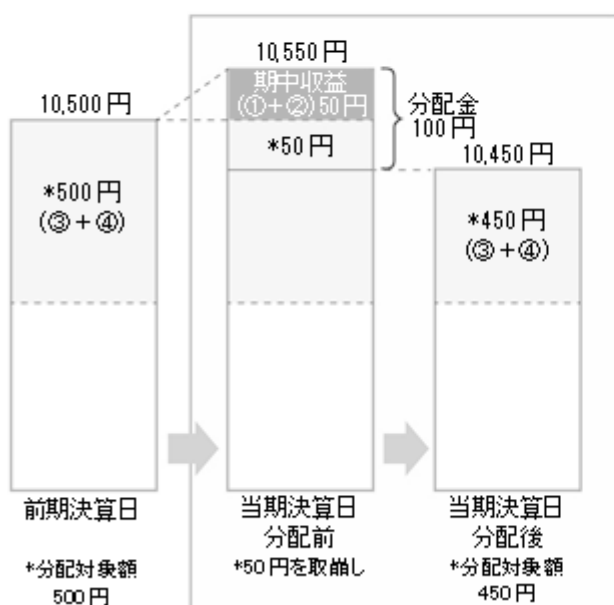 10,500円
*500円
(③+④)
前期決算日
*分配対象額
500円
10,550円
期中収益
(①+②)50円
*50円
分配金
100円
当期決算日
分配前
*50円を取崩し
10,450円
*450円
(③+④)
当期決算日
分配後
*分配対象額
450円